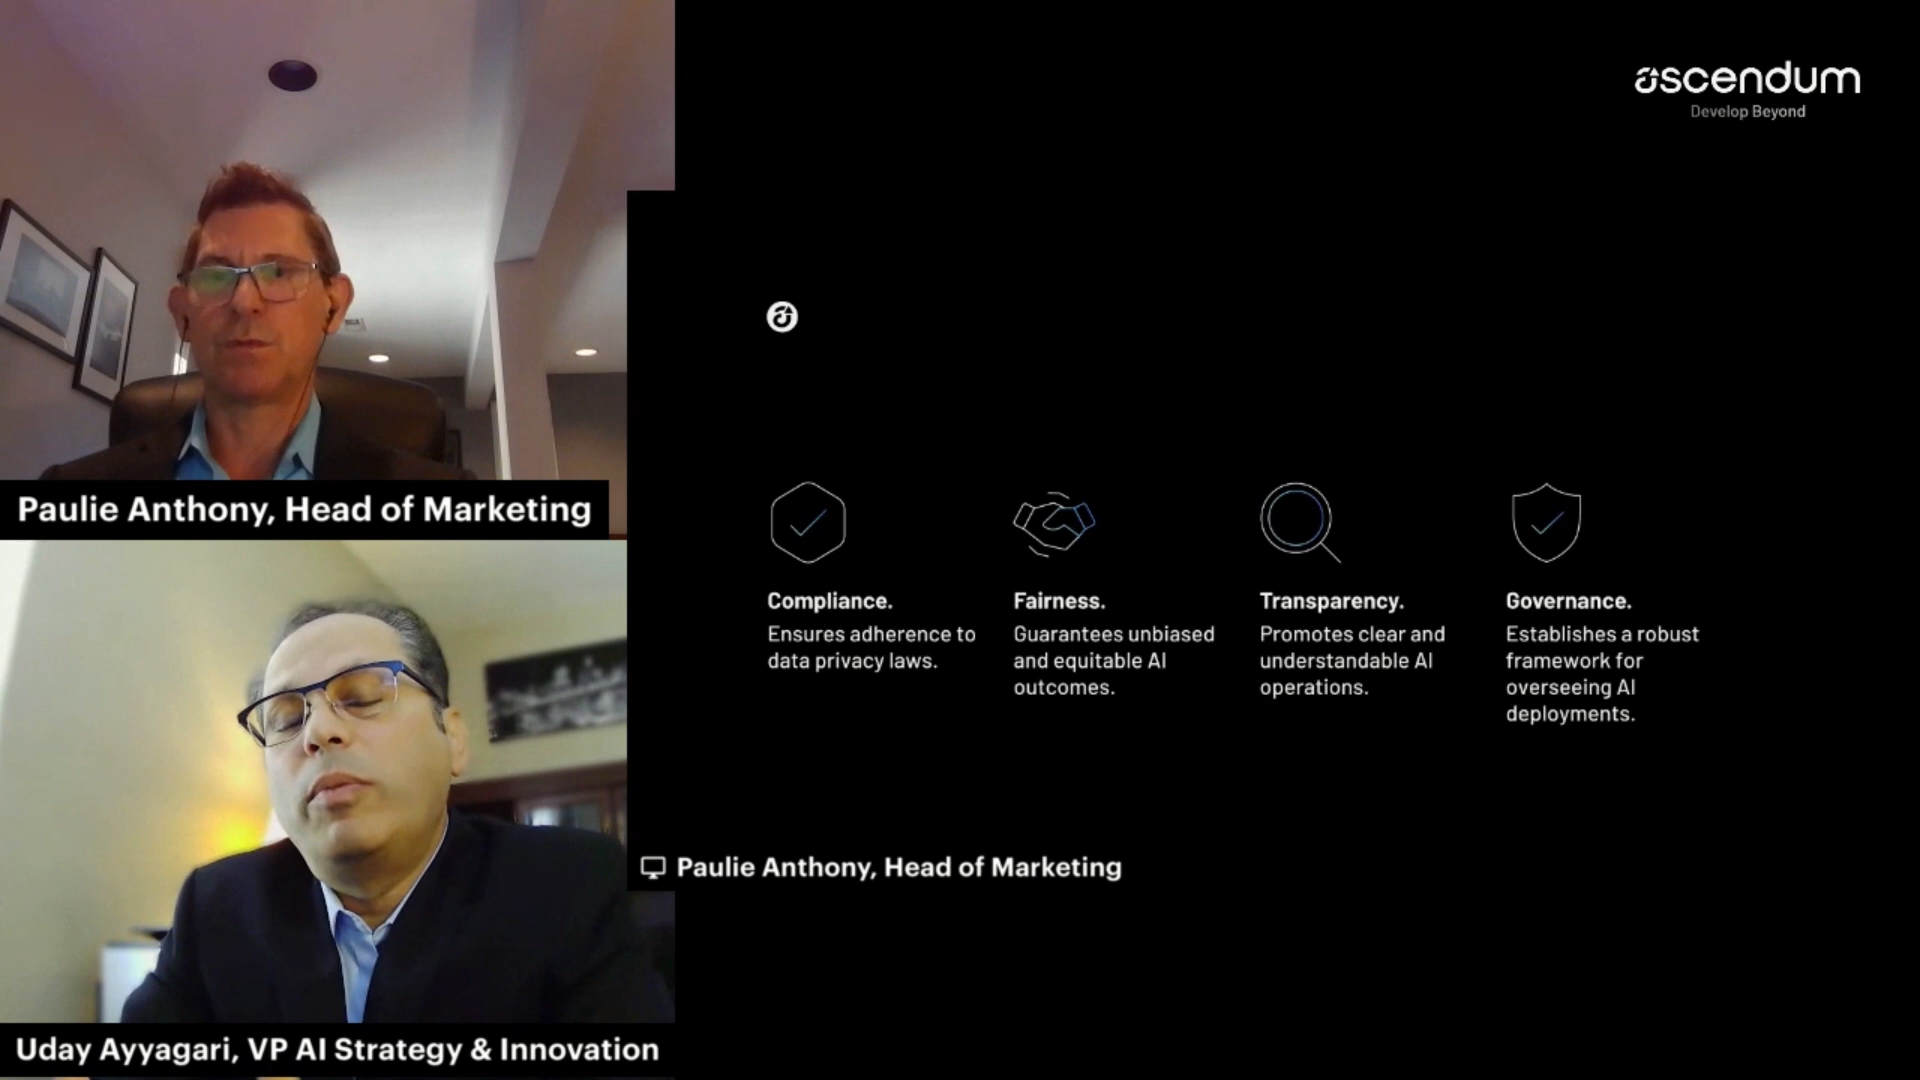 ascendum
Develop Beyond
Paulie Anthony, Head of Marketing
Compliance.
Ensures adherence to
data privacy laws.
Fairness.
Guarantees unbiased
and equitable AI
outcomes.
Transparency.
Promotes clear and
understandable AI
operations.
Governance.
Establishes a robust
framework for
overseeing AI
deployments.
Paulie Anthony, Head of Marketing
Uday Ayyagari, VP AI Strategy & Innovation